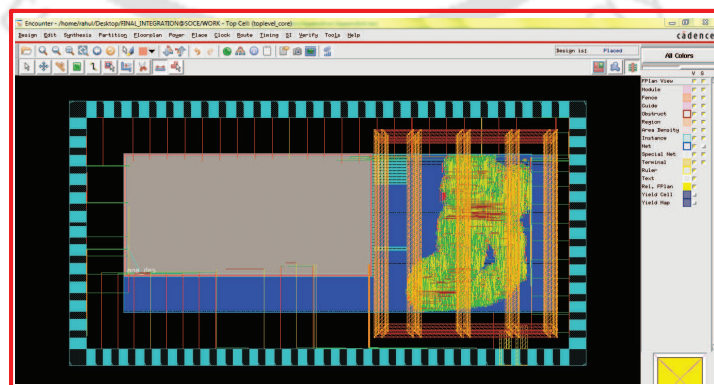 Encounter - /home/rahul/Desktop/FINAL_INTEGRATION@SOCE/WORK - Top Cell (toplevel_core)
Design Edit Synthesis Partition Floorplan Power Place Clock Route Timing SI Verify Tools Help
cādence
Design is: Placed
All Colors
V S
FPlan View
Module
Fence
Guide
Obstruct
Region
Area Density
Instance
Net
Special Net
Terminal
Ruler
Text
Rel. FPlan
Yield Cell
Yield Map